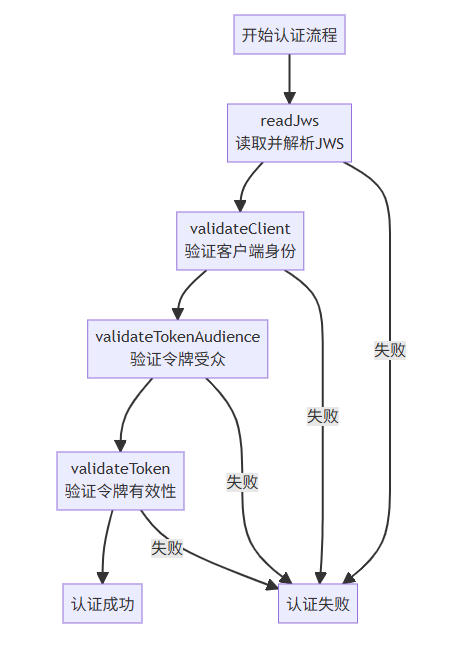 开始认证流程
readJws
读取并解析JWS
validateClient
验证客户端身份
validateTokenAudience
验证令牌受众
失败
失败
validateToken
验证令牌有效性
失败
失败
认证成功
认证失败